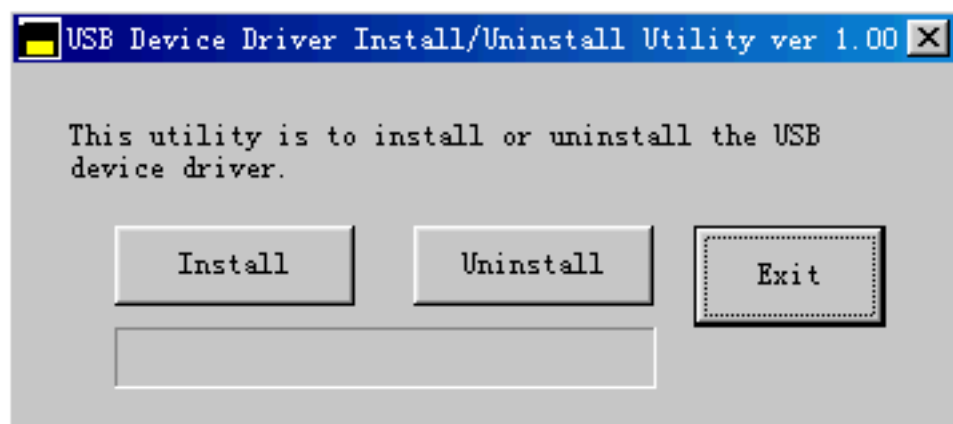 USB Device Driver Install/Uninstall Utility ver 1.00
This utility is to install or uninstall the USB
device driver.
Install Uninstall Exit